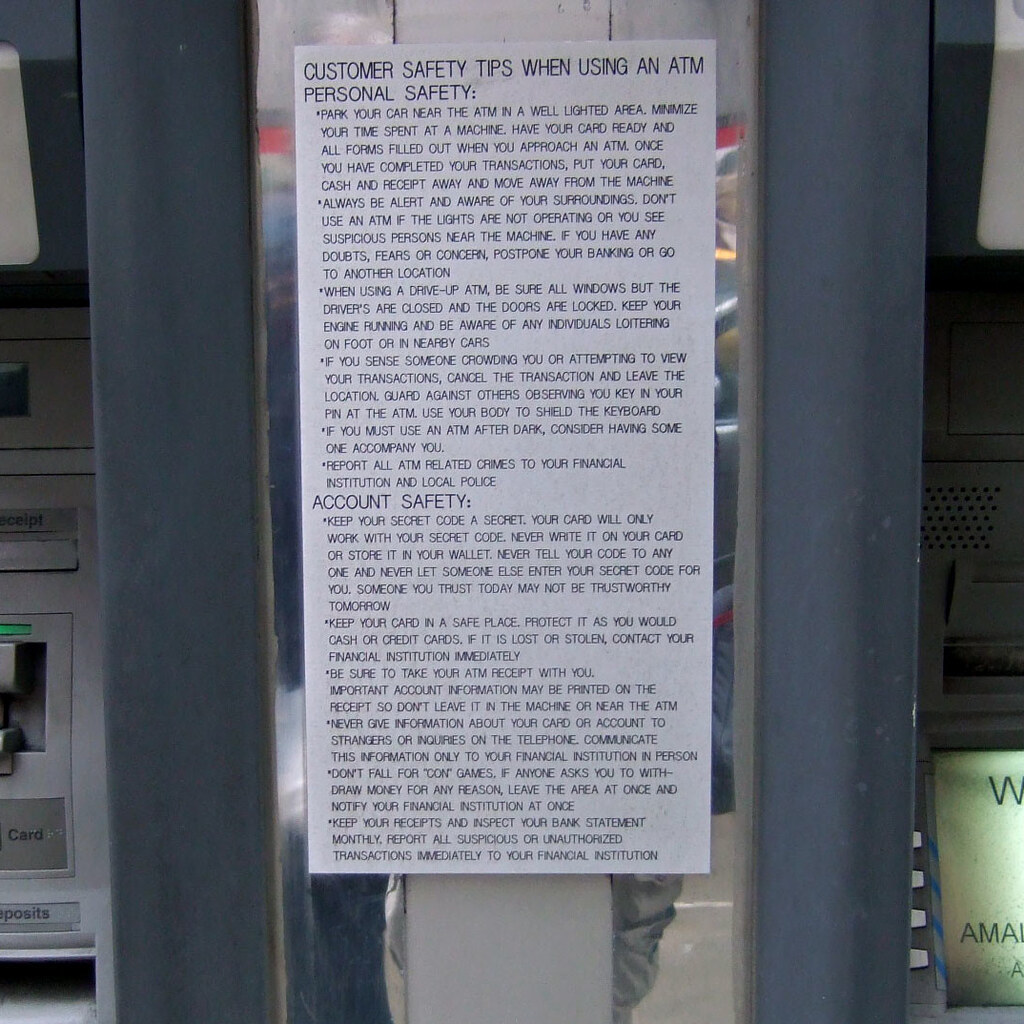 CUSTOMER SAFETY TIPS WHEN USING AN ATM
PERSONAL SAFETY:
•PARK YOUR CAR NEAR THE ATM IN A WELL LIGHTED AREA. MINIMIZE
YOUR TIME SPENT AT A MACHINE. HAVE YOUR CARD READY AND
ALL FORMS FILLED OUT WHEN YOU APPROACH AN ATM. ONCE
YOU HAVE COMPLETED YOUR TRANSACTIONS, PUT YOUR CARD,
CASH AND RECEIPT AWAY AND MOVE AWAY FROM THE MACHINE
•ALWAYS BE ALERT AND AWARE OF YOUR SURROUNDINGS. DON'T
USE AN ATM IF THE LIGHTS ARE NOT OPERATING OR YOU SEE
SUSPICIOUS PERSONS NEAR THE MACHINE. IF YOU HAVE ANY
DOUBTS, FEARS OR CONCERN, POSTPONE YOUR BANKING OR GO
TO ANOTHER LOCATION
•WHEN USING A DRIVE-UP ATM, BE SURE ALL WINDOWS BUT THE
DRIVER'S ARE CLOSED AND THE DOORS ARE LOCKED. KEEP YOUR
ENGINE RUNNING AND BE AWARE OF ANY INDIVIDUALS LOITERING
ON FOOT OR IN NEARBY CARS
•IF YOU SENSE SOMEONE CROWDING YOU OR ATTEMPTING TO VIEW
YOUR TRANSACTIONS, CANCEL THE TRANSACTION AND LEAVE THE
LOCATION. GUARD AGAINST OTHERS OBSERVING YOU KEY IN YOUR
PIN AT THE ATM. USE YOUR BODY TO SHIELD THE KEYBOARD
•IF YOU MUST USE AN ATM AFTER DARK, CONSIDER HAVING SOME
ONE ACCOMPANY YOU.
•REPORT ALL ATM RELATED CRIMES TO YOUR FINANCIAL
INSTITUTION AND LOCAL POLICE
ACCOUNT SAFETY:
•KEEP YOUR SECRET CODE A SECRET. YOUR CARD WILL ONLY
WORK WITH YOUR SECRET CODE. NEVER WRITE IT ON YOUR CARD
OR STORE IT IN YOUR WALLET. NEVER TELL YOUR CODE TO ANY
ONE AND NEVER LET SOMEONE ELSE ENTER YOUR SECRET CODE FOR
YOU. SOMEONE YOU TRUST TODAY MAY NOT BE TRUSTWORTHY
TOMORROW
•KEEP YOUR CARD IN A SAFE PLACE. PROTECT IT AS YOU WOULD
CASH OR CREDIT CARDS. IF IT IS LOST OR STOLEN, CONTACT YOUR
FINANCIAL INSTITUTION IMMEDIATELY
•BE SURE TO TAKE YOUR ATM RECEIPT WITH YOU.
IMPORTANT ACCOUNT INFORMATION MAY BE PRINTED ON THE
RECEIPT SO DON'T LEAVE IT IN THE MACHINE OR NEAR THE ATM
•NEVER GIVE INFORMATION ABOUT YOUR CARD OR ACCOUNT TO
STRANGERS OR INQUIRIES ON THE TELEPHONE. COMMUNICATE
THIS INFORMATION ONLY TO YOUR FINANCIAL INSTITUTION IN PERSON
•DON'T FALL FOR "CON" GAMES, IF ANYONE ASKS YOU TO WITH-
DRAW MONEY FOR ANY REASON, LEAVE THE AREA AT ONCE AND
NOTIFY YOUR FINANCIAL INSTITUTION AT ONCE
•KEEP YOUR RECEIPTS AND INSPECT YOUR BANK STATEMENT
MONTHLY. REPORT ALL SUSPICIOUS OR UNAUTHORIZED
TRANSACTIONS IMMEDIATELY TO YOUR FINANCIAL INSTITUTION
eceipt
Card
eposits
W
AMAL
A